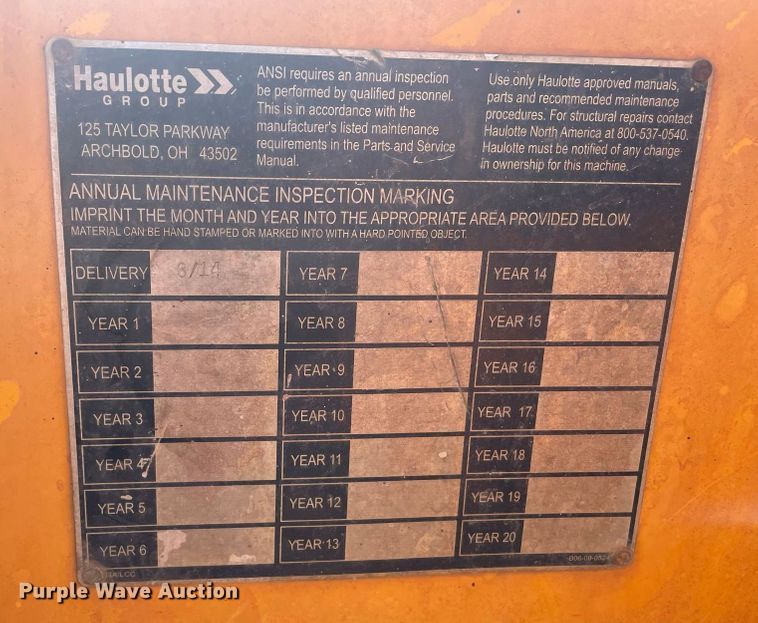 Haulotte
GROUP
125 TAYLOR PARKWAY
ARCHBOLD, OH 43502
ANSI requires an annual inspection
be performed by qualified personnel.
This is in accordance with the
manufacturer's listed maintenance
requirements in the Parts and Service
Manual.
Use only Haulotte approved manuals,
parts and recommended maintenance
procedures. For structural repairs contact
Haulotte North America at 800-537-0540.
Haulotte must be notified of any change
in ownership for this machine.
ANNUAL MAINTENANCE INSPECTION MARKING
IMPRINT THE MONTH AND YEAR INTO THE APPROPRIATE AREA PROVIDED BELOW.
MATERIAL CAN BE HAND STAMPED OR MARKED INTO WITH A HARD POINTED OBJECT.
DELIVERY 3/14
YEAR 1
YEAR 2
YEAR 3
YEAR 4
YEAR 5
YEAR 6
YEAR 7
YEAR 8
YEAR 9
YEAR 10
YEAR 11
YEAR 12
YEAR 13
YEAR 14
YEAR 15
YEAR 16
YEAR 17
YEAR 18
YEAR 19
YEAR 20
Purple Wave Auction